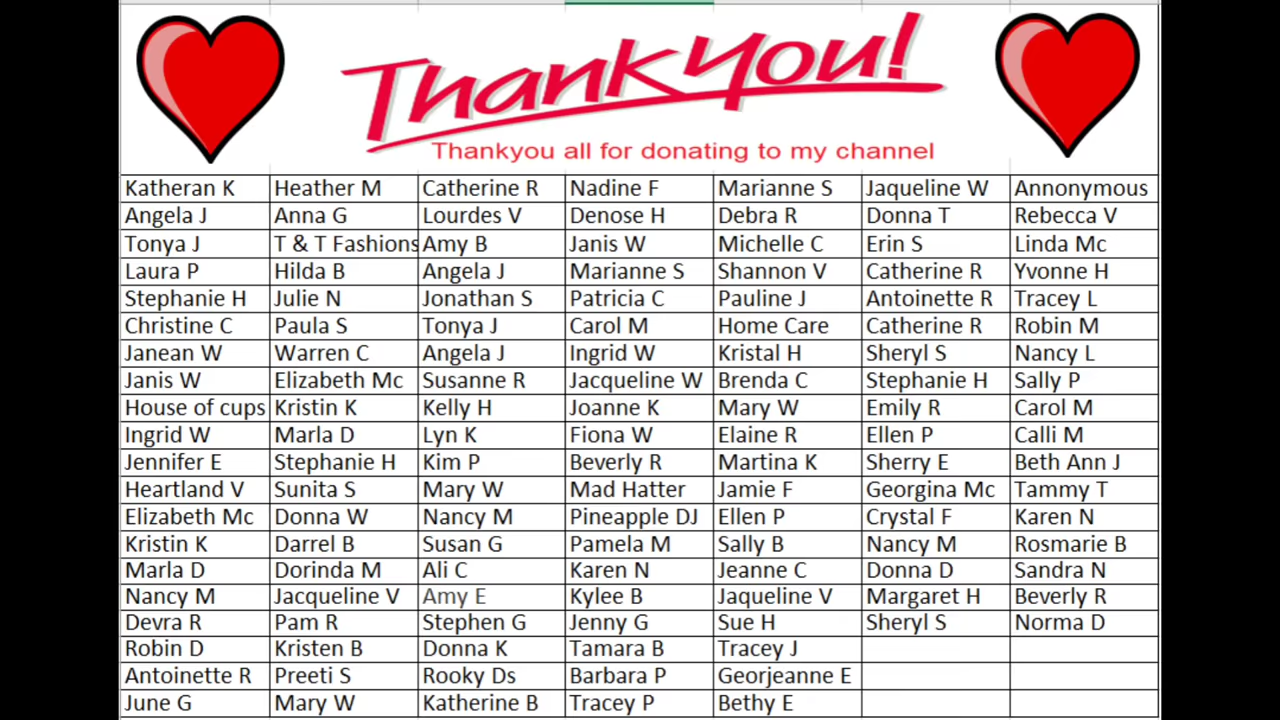 Thank You!
Thankyou all for donating to my channel
Katheran K Heather M Catherine R Nadine F Marianne S Jaqueline W Annonymous
Angela J Anna G Lourdes V Denose H Debra R Donna T Rebecca V
Tonya J T & T Fashions Amy B Janis W Michelle C Erin S Linda Mc
Laura P Hilda B Angela J Marianne S Shannon V Catherine R Yvonne H
Stephanie H Julie N Jonathan S Patricia C Pauline J Antoinette R Tracey L
Christine C Paula S Tonya J Carol M Home Care Catherine R Robin M
Janean W Warren C Angela J Ingrid W Kristal H Sheryl S Nancy L
Janis W Elizabeth Mc Susanne R Jacqueline W Brenda C Stephanie H Sally P
House of cups Kristin K Kelly H Joanne K Mary W Emily R Carol M
Ingrid W Marla D Lyn K Fiona W Elaine R Ellen P Calli M
Jennifer E Stephanie H Kim P Beverly R Martina K Sherry E Beth Ann J
Heartland V Sunita S Mary W Mad Hatter Jamie F Georgina Mc Tammy T
Elizabeth Mc Donna W Nancy M Pineapple DJ Ellen P Crystal F Karen N
Kristin K Darrel B Susan G Pamela M Sally B Nancy M Rosmarie B
Marla D Dorinda M Ali C Karen N Jeanne C Donna D Sandra N
Nancy M Jacqueline V Amy E Kylee B Jaqueline V Margaret H Beverly R
Devra R Pam R Stephen G Jenny G Sue H Sheryl S Norma D
Robin D Kristen B Donna K Tamara B Tracey J
Antoinette R Preeti S Rooky Ds Barbara P Georjeanne E
June G Mary W Katherine B Tracey P Bethy E